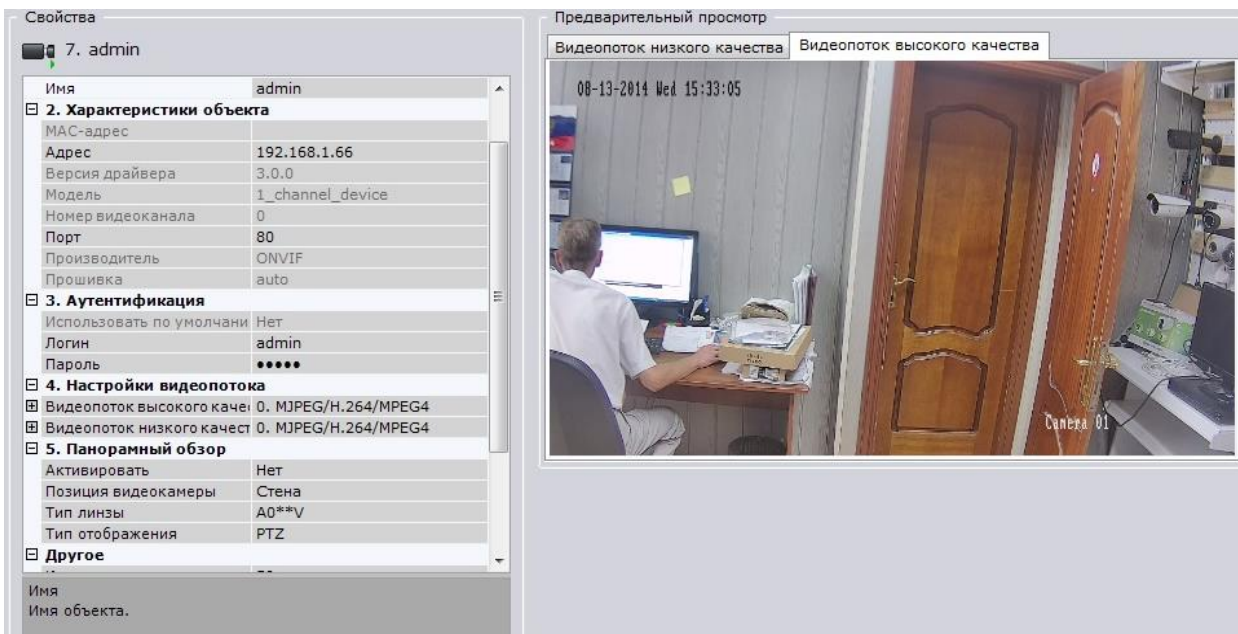 Свойства
7. admin
Имя admin
2. Характеристики объекта
MAC-адрес
Адрес 192.168.1.66
Версия драйвера 3.0.0
Модель 1_channel_device
Номер видеоканала 0
Порт 80
Производитель ONVIF
Прошивка auto
3. Аутентификация
Использовать по умолчани Нет
Логин admin
Пароль •••••
4. Настройки видеопотока
Видеопоток высокого каче 0. MJPEG/H.264/MPEG4
Видеопоток низкого качест 0. MJPEG/H.264/MPEG4
5. Панорамный обзор
Активировать Нет
Позиция видеокамеры Стена
Тип линзы A0**V
Тип отображения PTZ
Другое
Имя
Имя объекта.
Предварительный просмотр
Видеопоток низкого качества Видеопоток высокого качества
08-13-2014 Wed 15:33:05
Camera 01